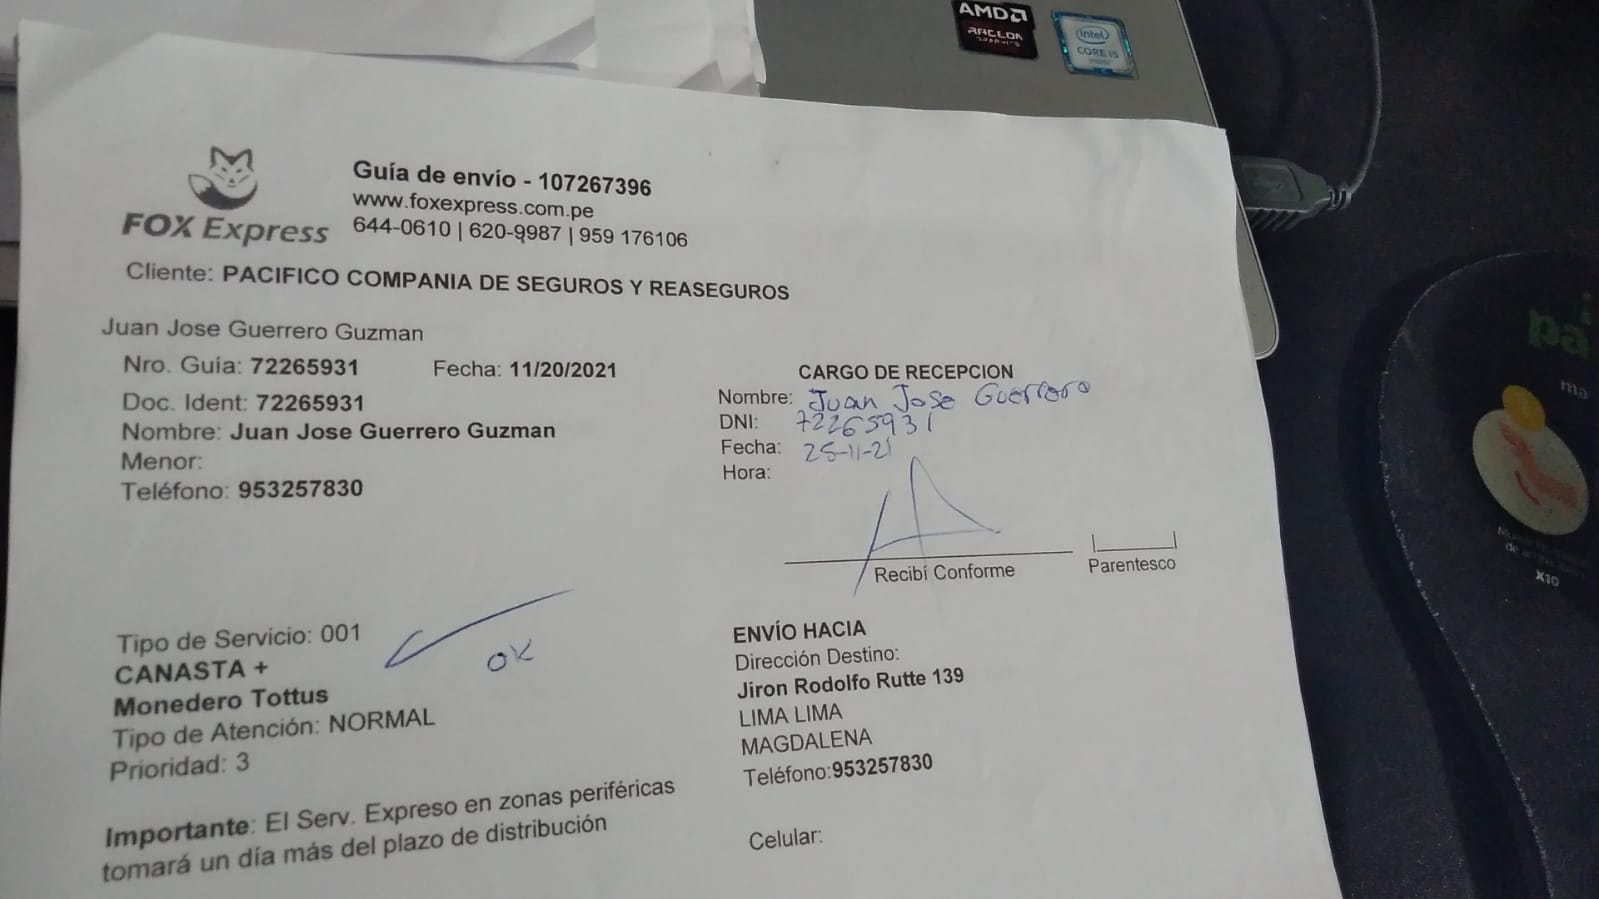 AMD
RADEON
GRAPHICS
intel
CORE i5
inside
FOX Express
Guía de envío - 107267396
www.foxexpress.com.pe
644-0610 | 620-9987 | 959 176106
Cliente: PACIFICO COMPANIA DE SEGUROS Y REASEGUROS
Juan Jose Guerrero Guzman
Nro. Guía: 72265931 Fecha: 11/20/2021
Doc. Ident: 72265931
Nombre: Juan Jose Guerrero Guzman
Menor:
Teléfono: 953257830
CARGO DE RECEPCION
Nombre: Juan Jose Guerrero
DNI: 72265931
Fecha: 25-11-21
Hora:
Recibí Conforme
Parentesco
Tipo de Servicio: 001
CANASTA +
Monedero Tottus
Tipo de Atención: NORMAL
Prioridad: 3
OK
ENVÍO HACIA
Dirección Destino:
Jiron Rodolfo Rutte 139
LIMA LIMA
MAGDALENA
Teléfono:953257830
Celular:
Importante: El Serv. Expreso en zonas periféricas
tomará un día más del plazo de distribución
pa
ma
X10